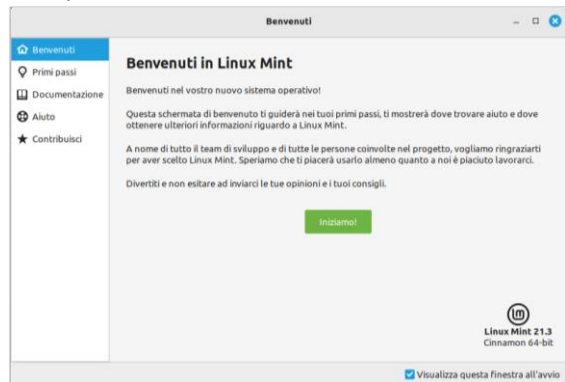 Benvenuti
Benvenuti
Primi passi
Documentazione
Aiuto
Contribuisci
Benvenuti in Linux Mint
Benvenuti nel vostro nuovo sistema operativo!
Questa schermata di benvenuto ti guiderà nei tuoi primi passi, ti mostrerà dove trovare aiuto e dove
ottenere ulteriori informazioni riguardo a Linux Mint.
A nome di tutto il team di sviluppo e di tutte le persone coinvolte nel progetto, vogliamo ringraziarti
per aver scelto Linux Mint. Speriamo che ti piacerà usarlo almeno quanto a noi è piaciuto lavorarci.
Divertiti e non esitare ad inviarci le tue opinioni e i tuoi consigli.
Iniziamo!
Linux Mint 21.3
Cinnamon 64-bit
Visualizza questa finestra all'avvio